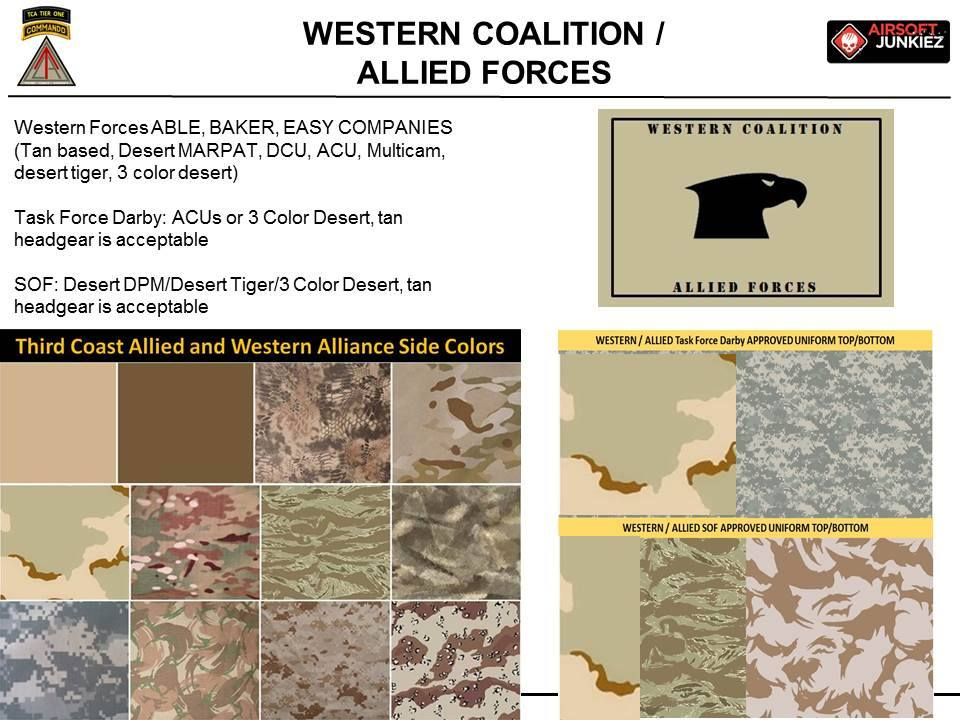 TCA TIER ONE
COMMANDO
WESTERN COALITION /
ALLIED FORCES
AIRSOFT
JUNKIEZ
Western Forces ABLE, BAKER, EASY COMPANIES
(Tan based, Desert MARPAT, DCU, ACU, Multicam,
desert tiger, 3 color desert)
Task Force Darby: ACUs or 3 Color Desert, tan
headgear is acceptable
SOF: Desert DPM/Desert Tiger/3 Color Desert, tan
headgear is acceptable
WESTERN COALITION
ALLIED FORCES
Third Coast Allied and Western Alliance Side Colors
WESTERN / ALLIED Task Force Darby APPROVED UNIFORM TOP/BOTTOM
WESTERN / ALLIED SOF APPROVED UNIFORM TOP/BOTTOM